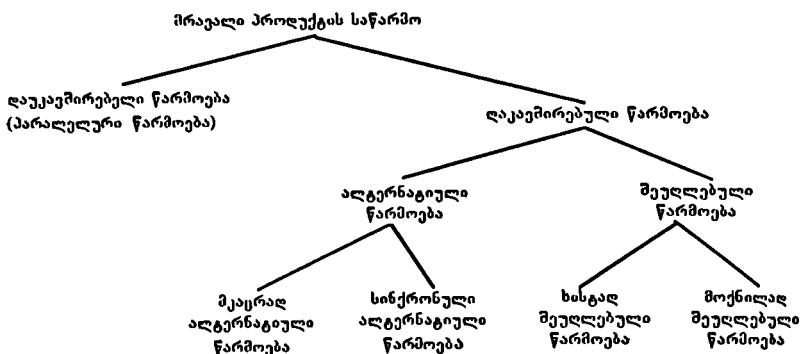 მრავალი პროდუქტის საწარმო
დაუკავშირებელი წარმოება
(პარალელური წარმოება)
დაკავშირებული წარმოება
ალტერნატიული
წარმოება
შეუღლებული
წარმოება
მკაცრად
ალტერნატიული
წარმოება
სინქრონული
ალტერნატიული
წარმოება
ხისტად
შეუღლებული
წარმოება
მოქნილად
შეუღლებული
წარმოება